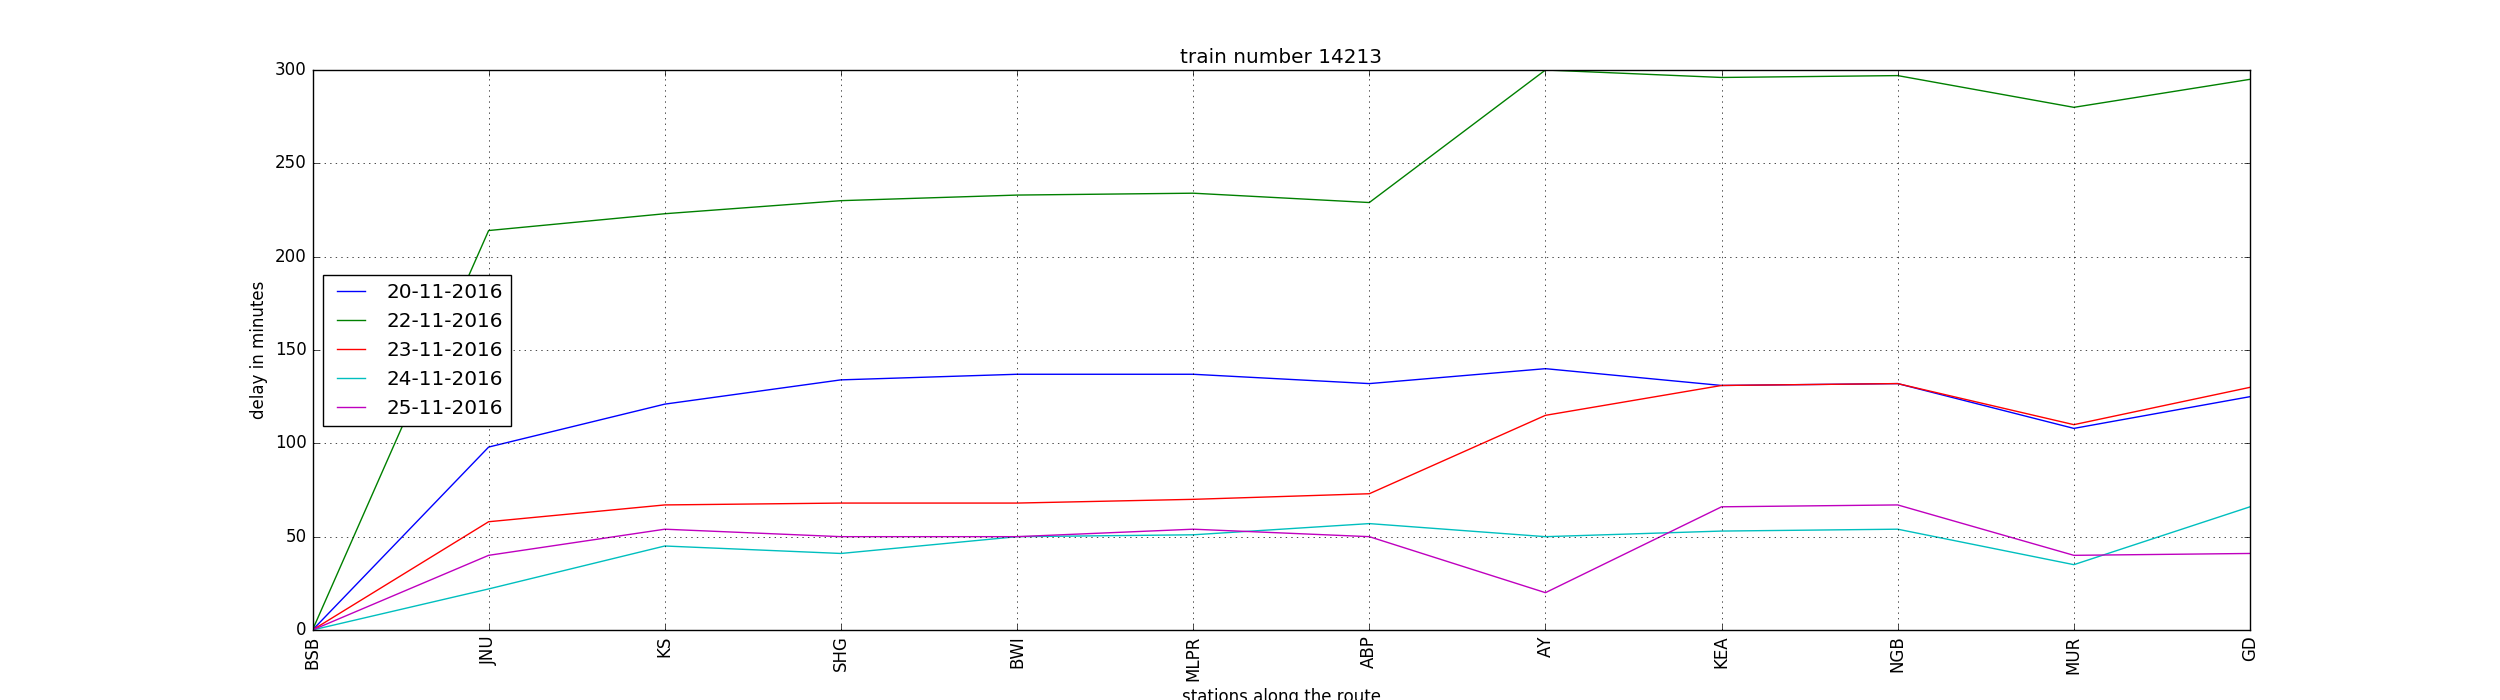 train number 14213
300
250
200
150
100
50
0
delay in minutes
20-11-2016
22-11-2016
23-11-2016
24-11-2016
25-11-2016
BSB
JNU
KS
SHG
BWI
MLPR
ABP
AY
KEA
NGB
MUR
GD
stations along the route